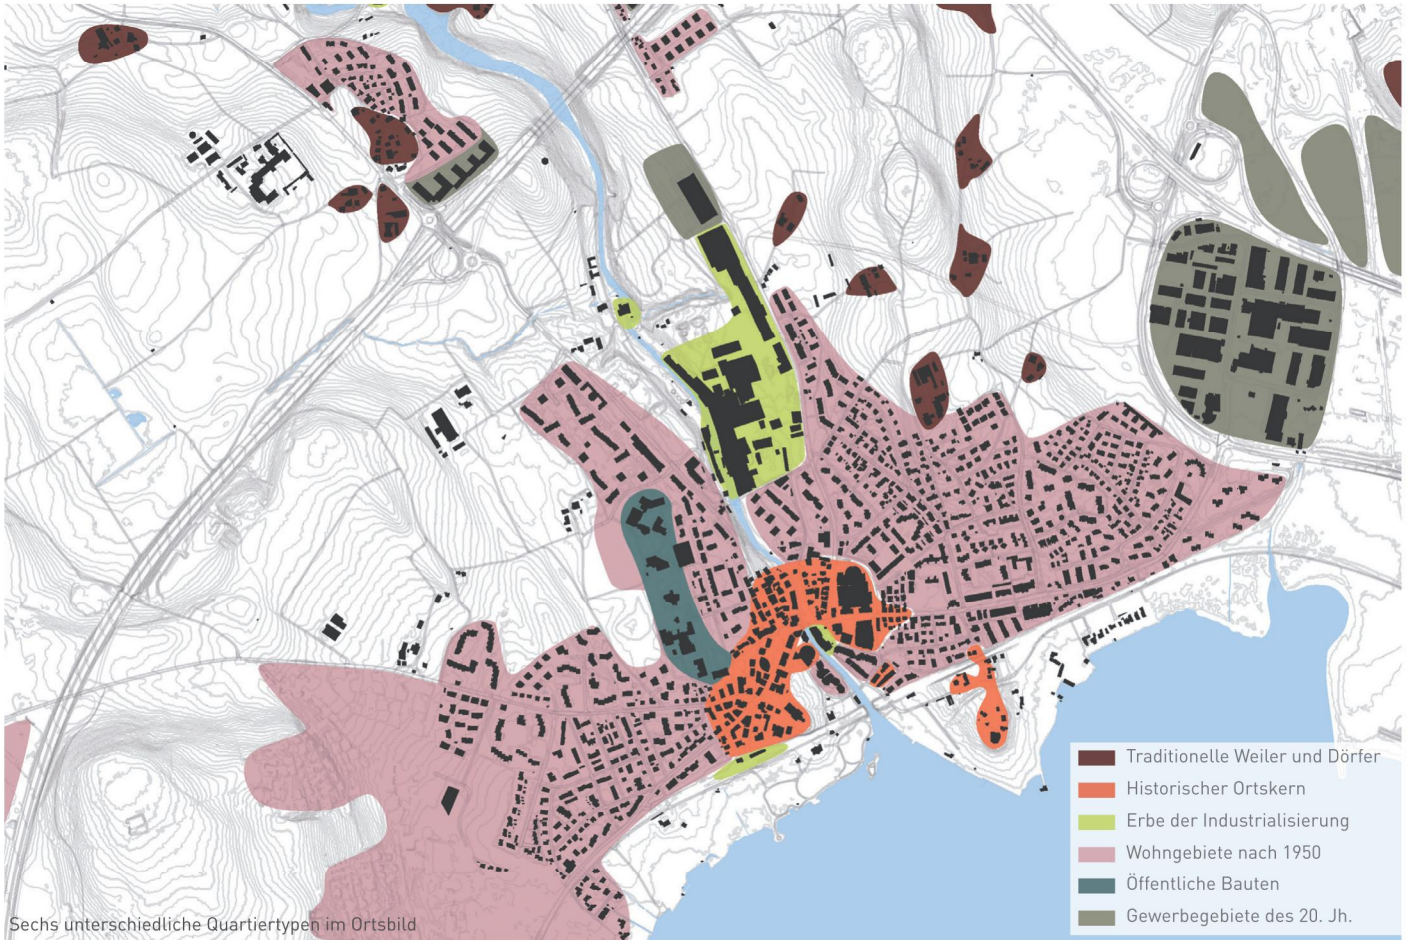 Traditionelle Weiler und Dörfer
Historischer Ortskern
Erbe der Industrialisierung
Wohngebiete nach 1950
Öffentliche Bauten
Gewerbegebiete des 20. Jh.
Sechs unterschiedliche Quartiertypen im Ortsbild